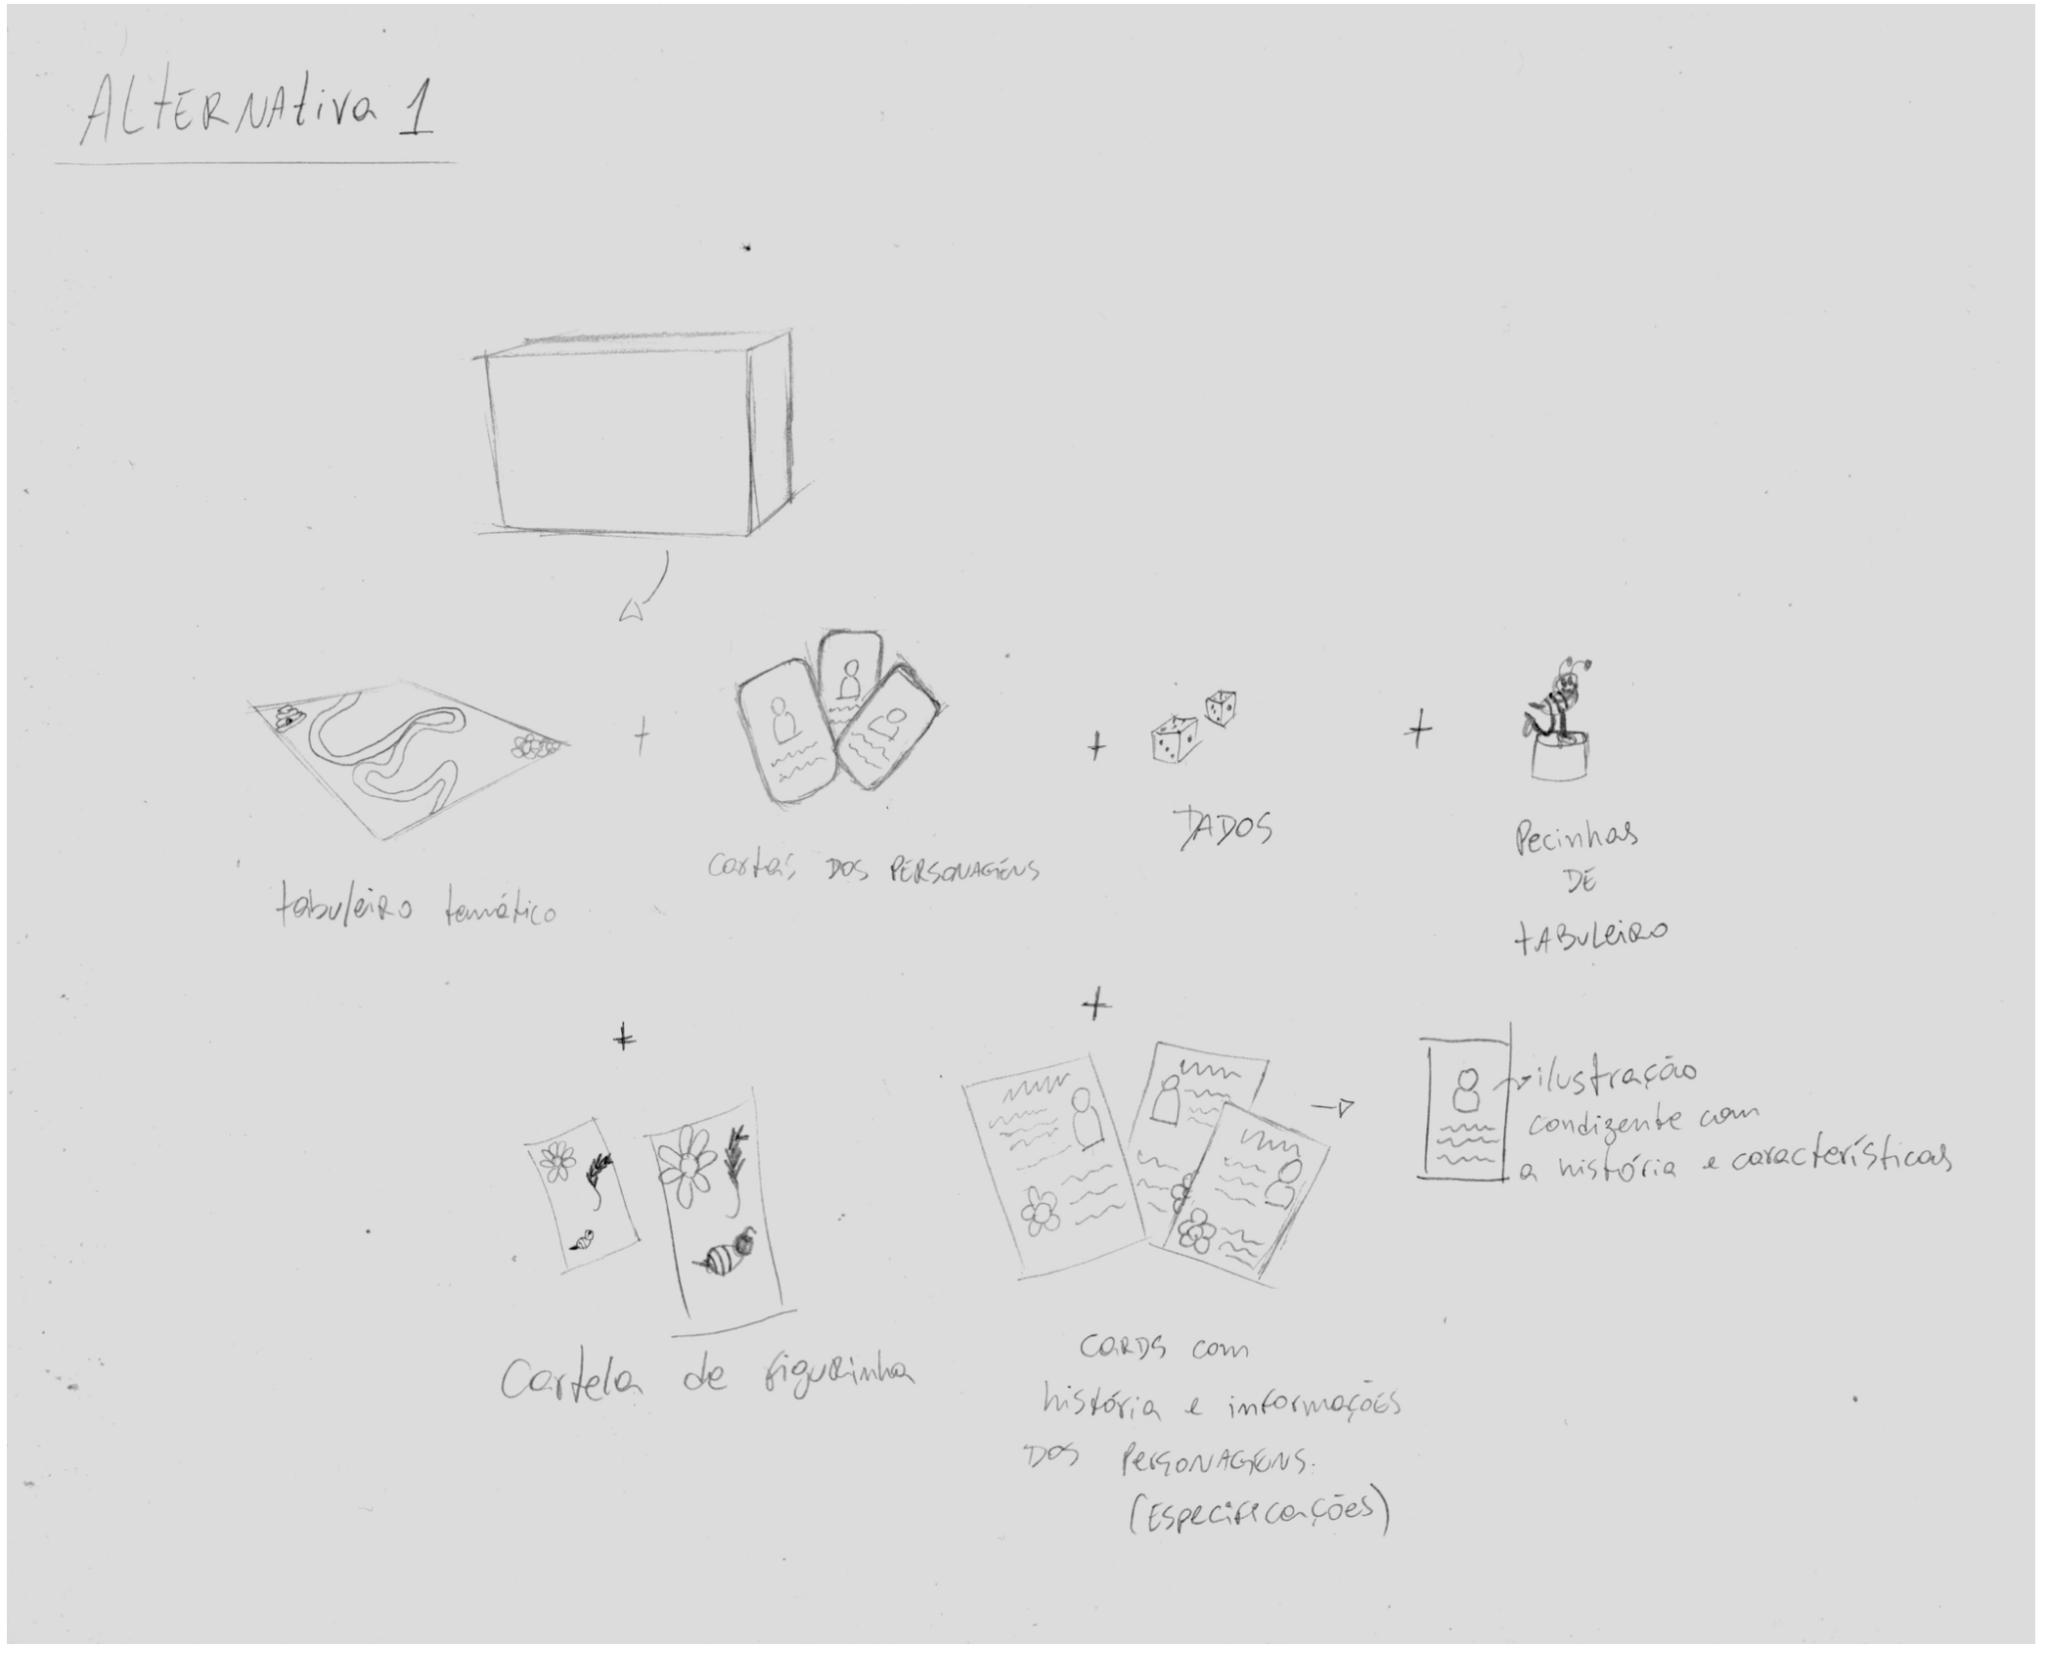 ALTERNAtiva 1
tabuleiro temático
cartas DOS PERSONAGENS
DADOS
Pecinhas
DE
tABuLeiRO
Cartela de figuRinha
CARDS com
história e informações
DOS PersONAGENS.
(Especificações)
ilustração
condizente com
a história e características